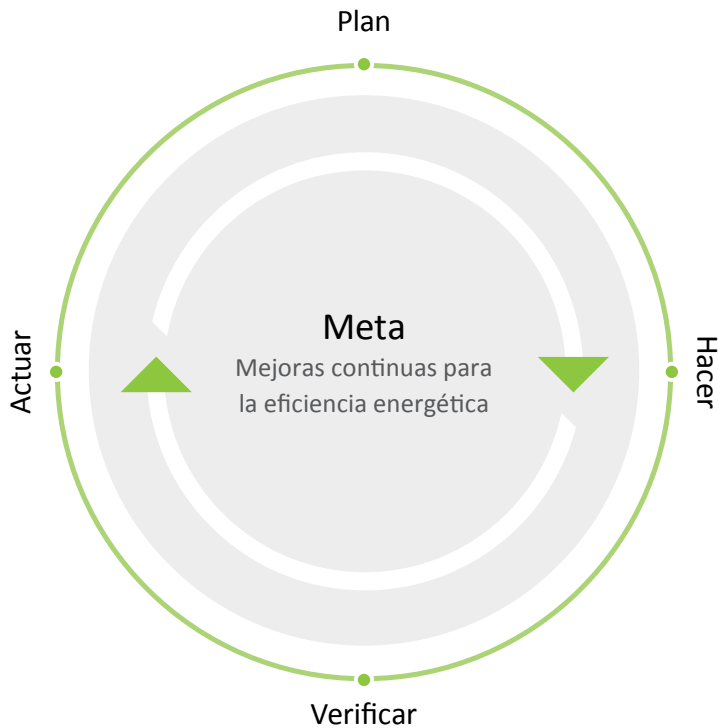 Plan
Hacer
Meta
Mejoras continuas para
la eficiencia energética
Actuar
Verificar